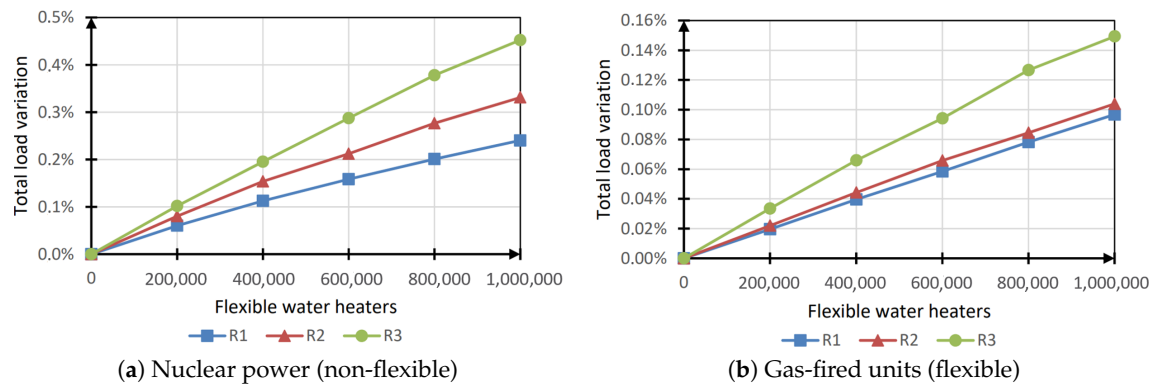 0.5%
0.4%
0.3%
0.2%
0.1%
0.0%
Total load variation
0 200,000 400,000 600,000 800,000 1,000,000
Flexible water heaters
R1 R2 R3
(a) Nuclear power (non-flexible)
0.16%
0.14%
0.12%
0.10%
0.08%
0.06%
0.04%
0.02%
0.00%
Total load variation
0 200,000 400,000 600,000 800,000 1,000,000
Flexible water heaters
R1 R2 R3
(b) Gas-fired units (flexible)